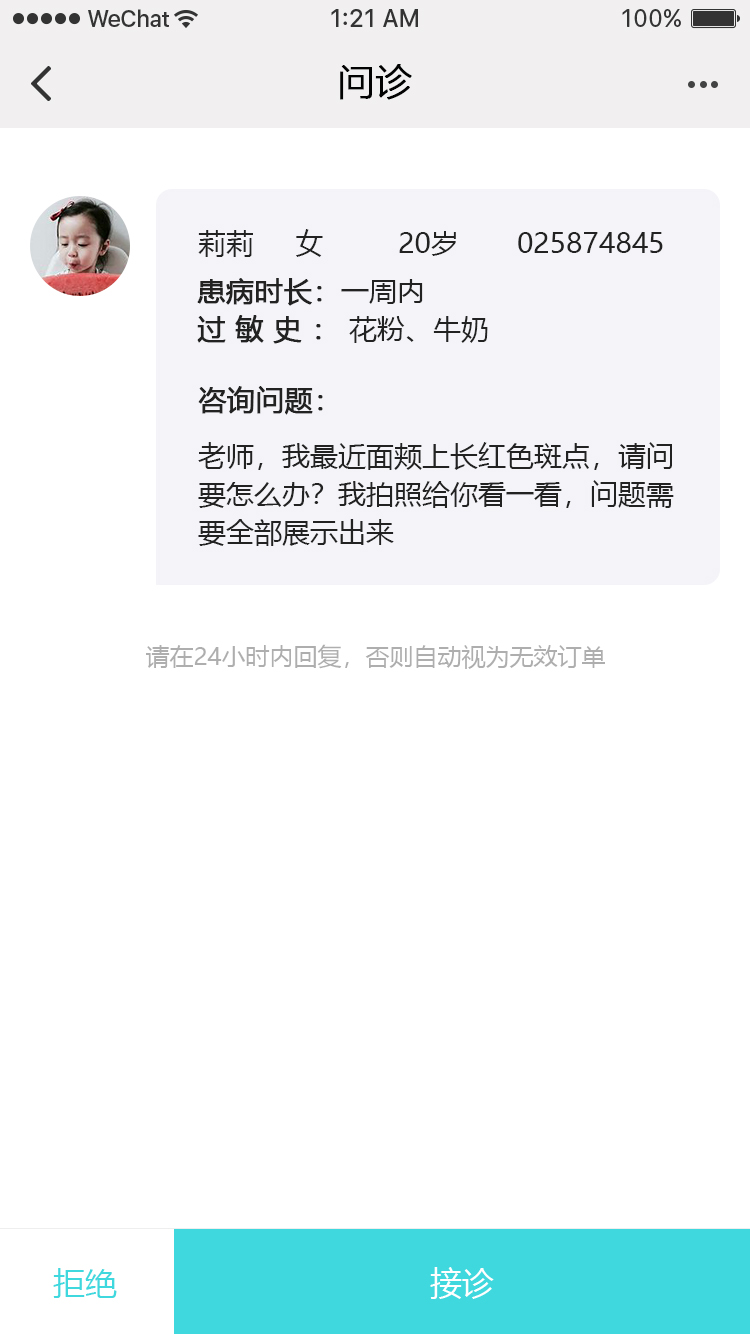 WeChat 1:21 AM 100%
问诊
莉莉 女 20岁 025874845
患病时长：一周内
过 敏 史 ： 花粉、牛奶
咨询问题：
老师，我最近面颊上长红色斑点，请问
要怎么办？我拍照给你看一看，问题需
要全部展示出来
请在24小时内回复，否则自动视为无效订单
拒绝 接诊